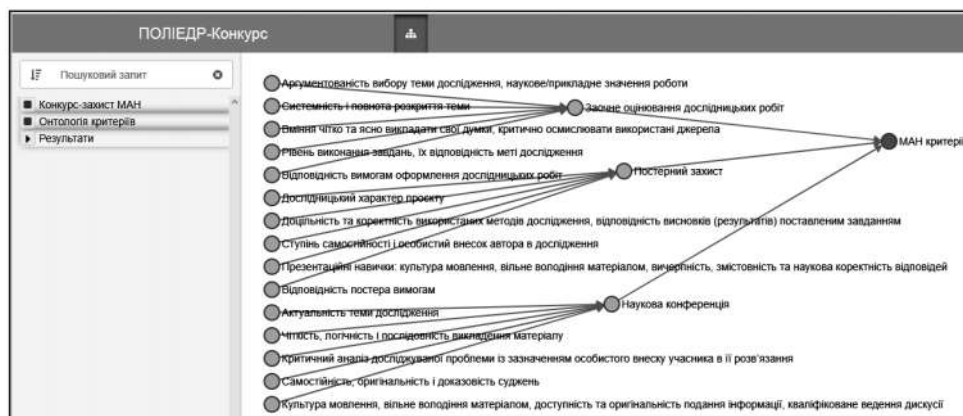 ПОЛІЕДР-Конкурс
Пошуковий запит
Конкурс-захист МАН
Онтологія критеріїв
Результати
Аргументованість вибору теми дослідження, наукове/прикладне значення роботи
Системність і повнота розкриття теми
Заочне оцінювання дослідницьких робіт
Вміння чітко та ясно викладати свої думки, критично осмислювати використані джерела
МАН критерії
Рівень виконання завдань, їх відповідність меті дослідження
Відповідність вимогам оформлення дослідницьких робіт
Постерний захист
Дослідницький характер проєкту
Доцільність та коректність використаних методів дослідження, відповідність висновків (результатів) поставленим завданням
Ступінь самостійності і особистий внесок автора в дослідження
Презентаційні навички: культура мовлення, вільне володіння матеріалом, вичерпність, змістовність та наукова коректність відповідей
Відповідність постера вимогам
Наукова конференція
Актуальність теми дослідження
Чіткість, логічність і послідовність викладення матеріалу
Критичний аналіз досліджуваної проблеми із зазначенням особистого внеску учасника в її розв'язання
Самостійність, оригінальність і доказовість суджень
Культура мовлення, вільне володіння матеріалом, доступність та оригінальність подання інформації, кваліфіковане ведення дискусії